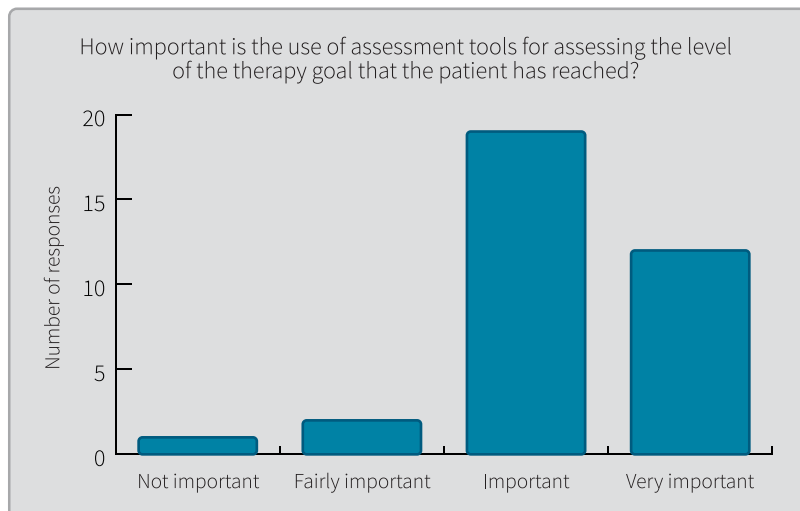 How important is the use of assessment tools for assessing the level
of the therapy goal that the patient has reached?
20
15
10
5
0
Number of responses
Not important
Fairly important
Important
Very important